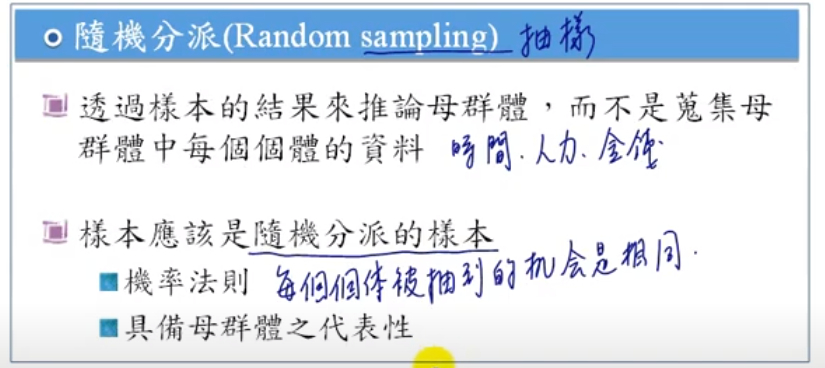 隨機分派(Random sampling) 抽樣
透過樣本的結果來推論母群體，而不是蒐集母
群體中每個個體的資料 時間、人力、金錢
樣本應該是隨機分派的樣本
機率法則 每個個体被抽到的机会是相同.
具備母群體之代表性